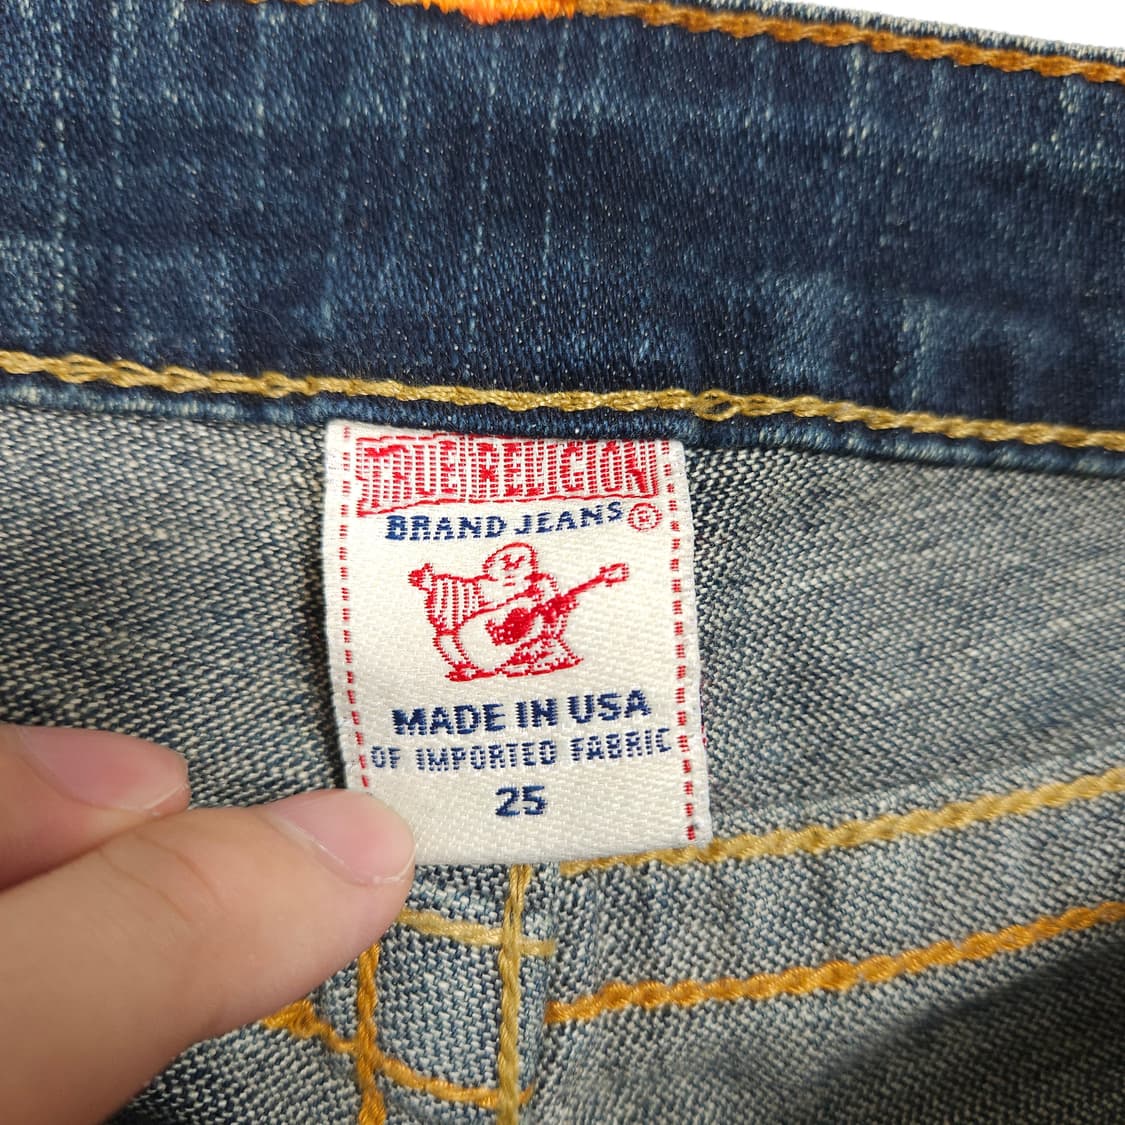 TRUE RELIGION
BRAND JEANS ®
MADE IN USA
OF IMPORTED FABRIC
25